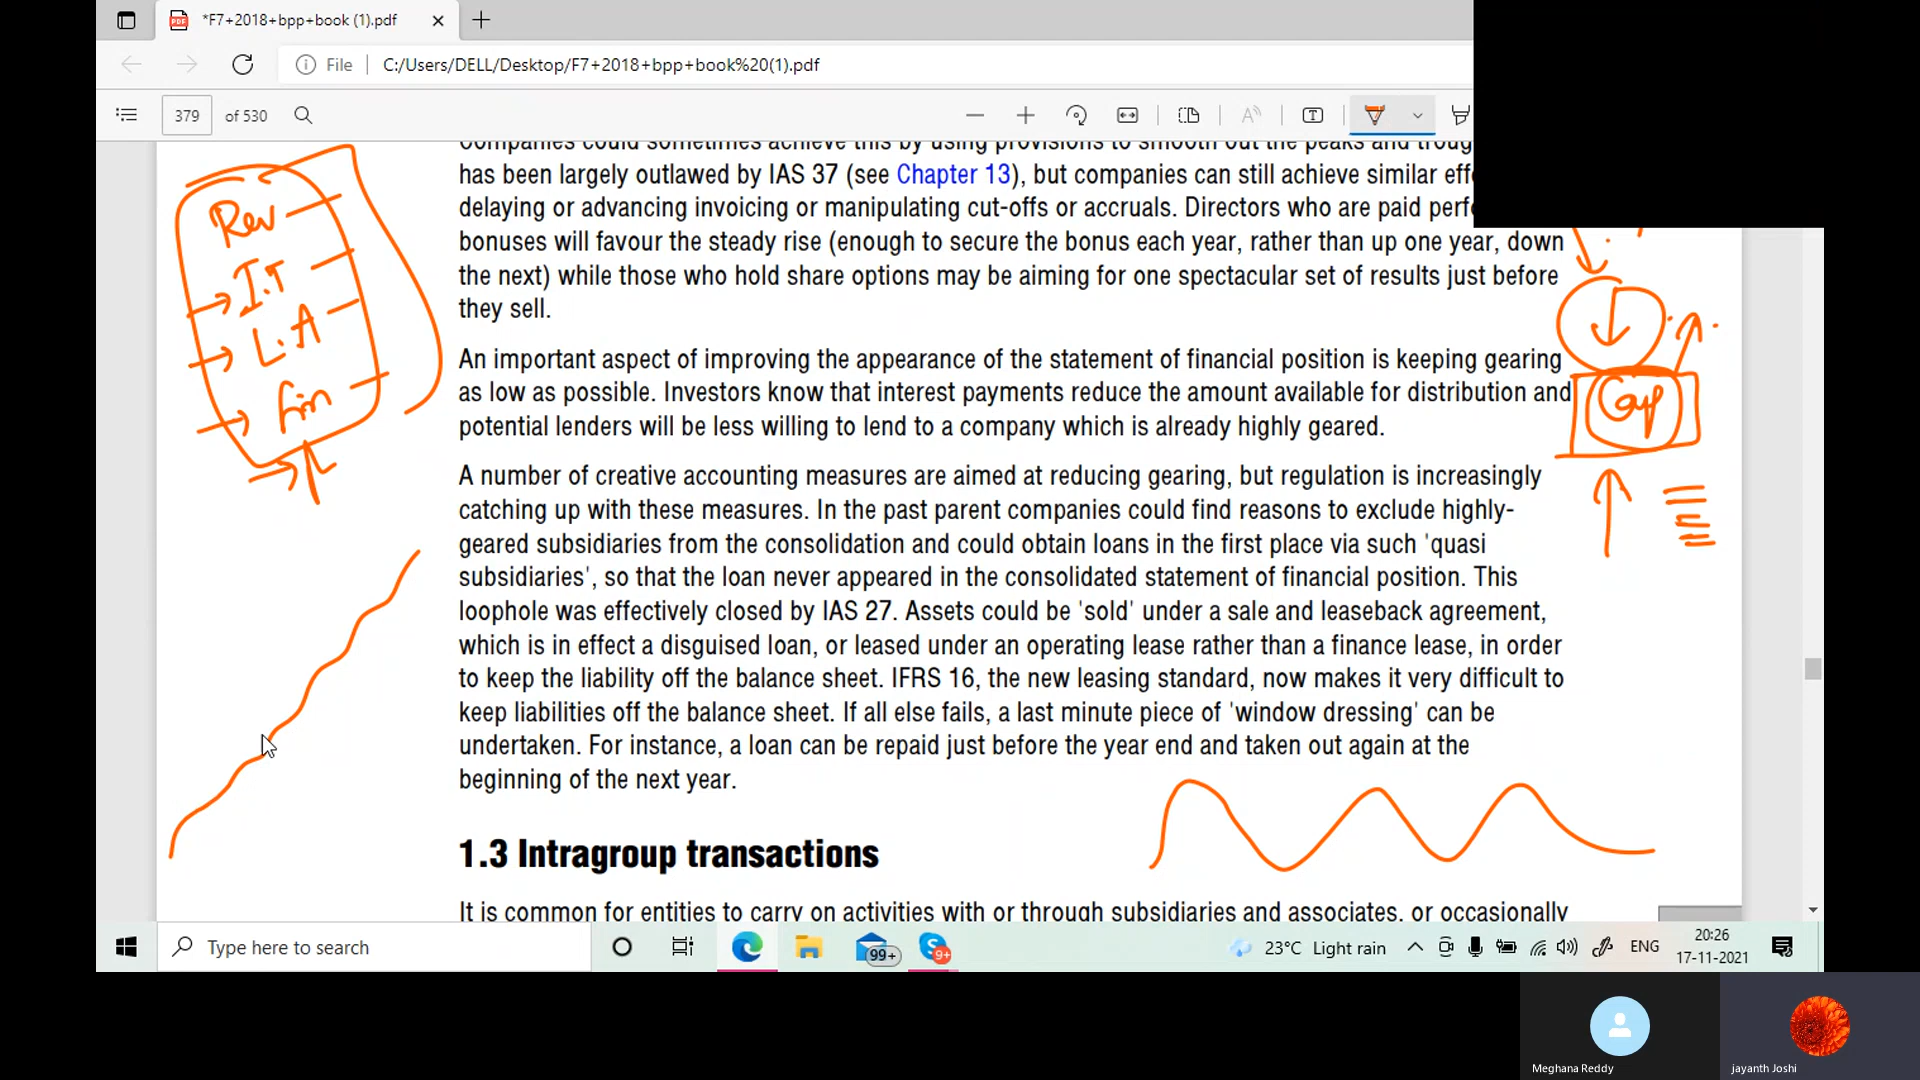 *F7+2018+bpp+book (1).pdf
File C:/Users/DELL/Desktop/F7+2018+bpp+book%20(1).pdf
379 of 530
Companies could sometimes achieve this by using provisions to smooth out the peaks and
has been largely outlawed by IAS 37 (see Chapter 13), but companies can still achieve similar
delaying or advancing invoicing or manipulating cut-offs or accruals. Directors who are paid
bonuses will favour the steady rise (enough to secure the bonus each year, rather than up one year, down
the next) while those who hold share options may be aiming for one spectacular set of results just before
they sell.
An important aspect of improving the appearance of the statement of financial position is keeping gearing
as low as possible. Investors know that interest payments reduce the amount available for distribution and
potential lenders will be less willing to lend to a company which is already highly geared.
A number of creative accounting measures are aimed at reducing gearing, but regulation is increasingly
catching up with these measures. In the past parent companies could find reasons to exclude highly-
geared subsidiaries from the consolidation and could obtain loans in the first place via such 'quasi
subsidiaries', so that the loan never appeared in the consolidated statement of financial position. This
loophole was effectively closed by IAS 27. Assets could be 'sold' under a sale and leaseback agreement,
which is in effect a disguised loan, or leased under an operating lease rather than a finance lease, in order
to keep the liability off the balance sheet. IFRS 16, the new leasing standard, now makes it very difficult to
keep liabilities off the balance sheet. If all else fails, a last minute piece of 'window dressing' can be
undertaken. For instance, a loan can be repaid just before the year end and taken out again at the
beginning of the next year.
1.3 Intragroup transactions
It is common for entities to carry on activities with or through subsidiaries and associates, or occasionally
Rev
I.T
L.A
fin
Cap
Type here to search
99+
9+
23°C Light rain
ENG
20:26
17-11-2021
Meghana Reddy
jayanth Joshi